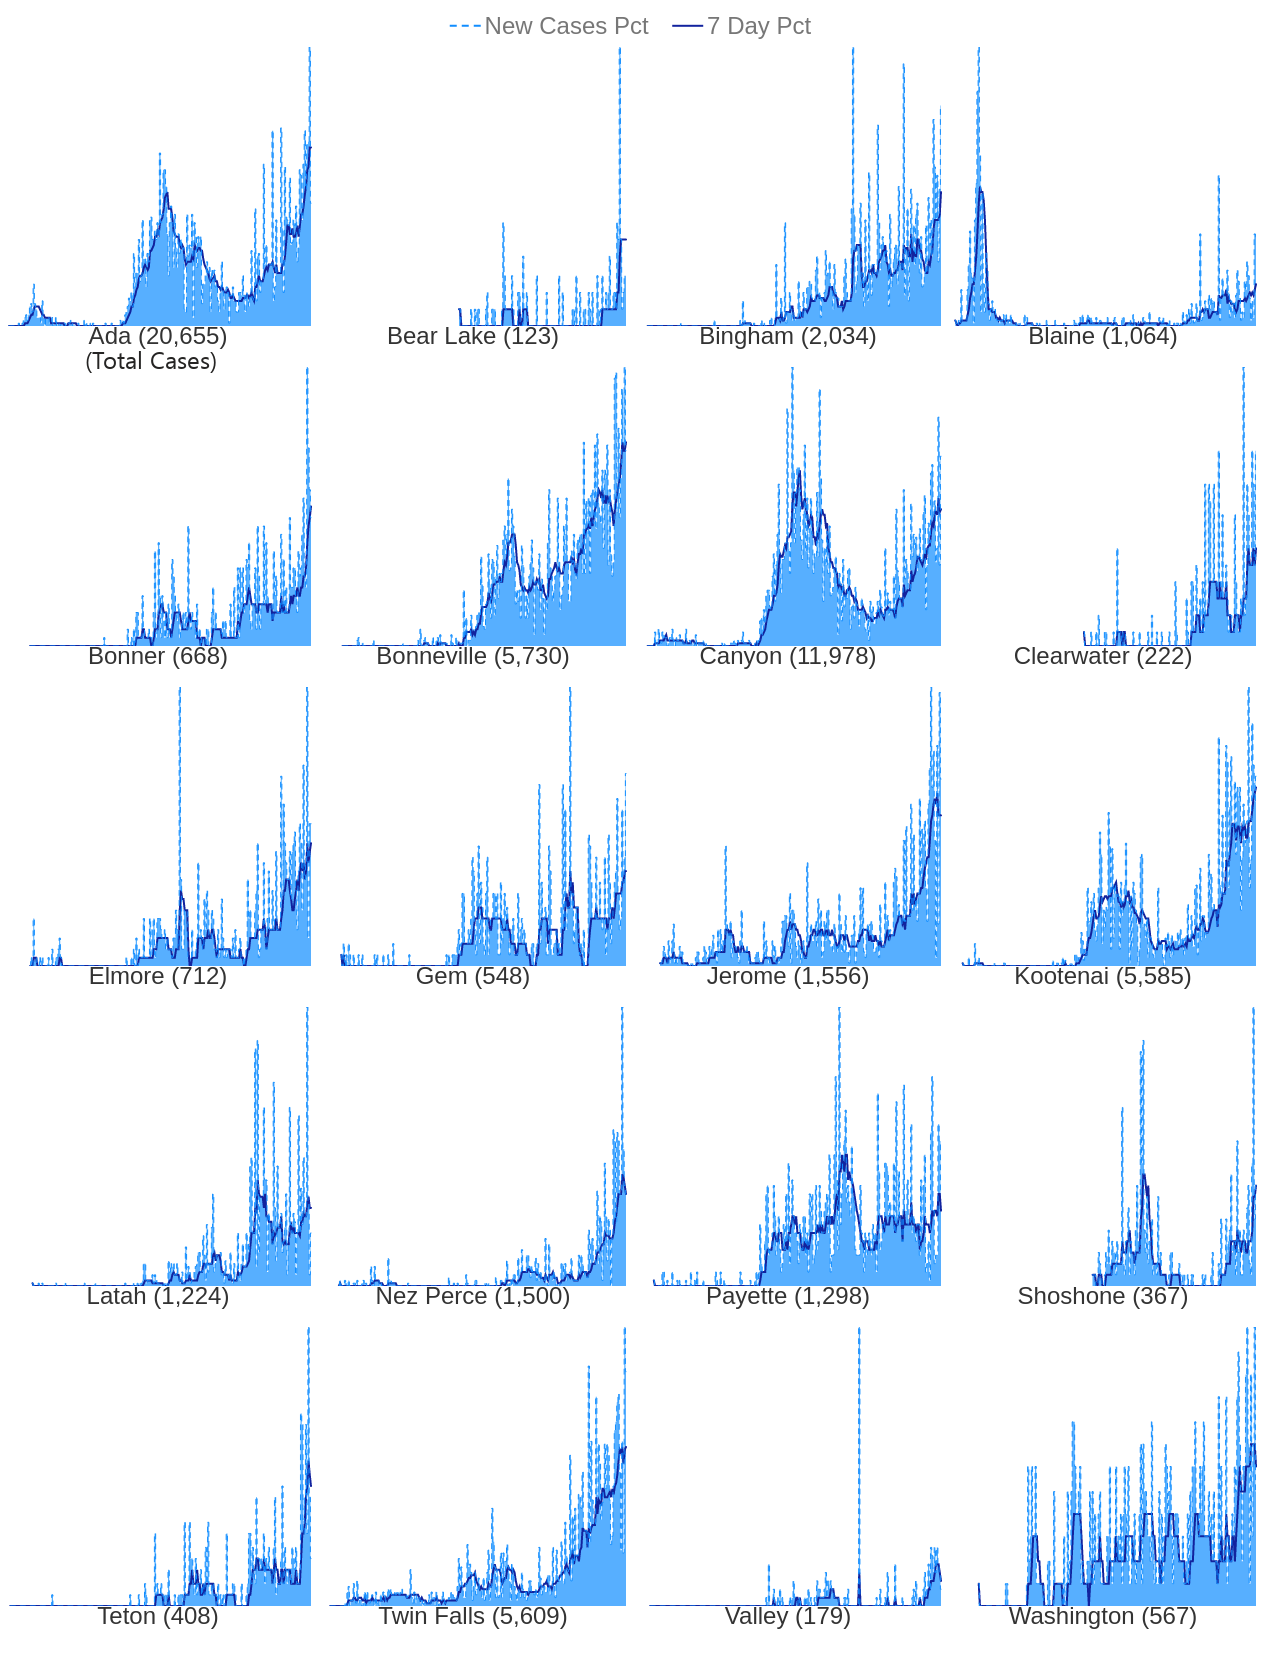 New Cases Pct 7 Day Pct
Ada (20,655) Bear Lake (123) Bingham (2,034) Blaine (1,064)
(Total Cases)
Bonner (668) Bonneville (5,730) Canyon (11,978) Clearwater (222)
Elmore (712) Gem (548) Jerome (1,556) Kootenai (5,585)
Latah (1,224) Nez Perce (1,500) Payette (1,298) Shoshone (367)
Teton (408) Twin Falls (5,609) Valley (179) Washington (567)